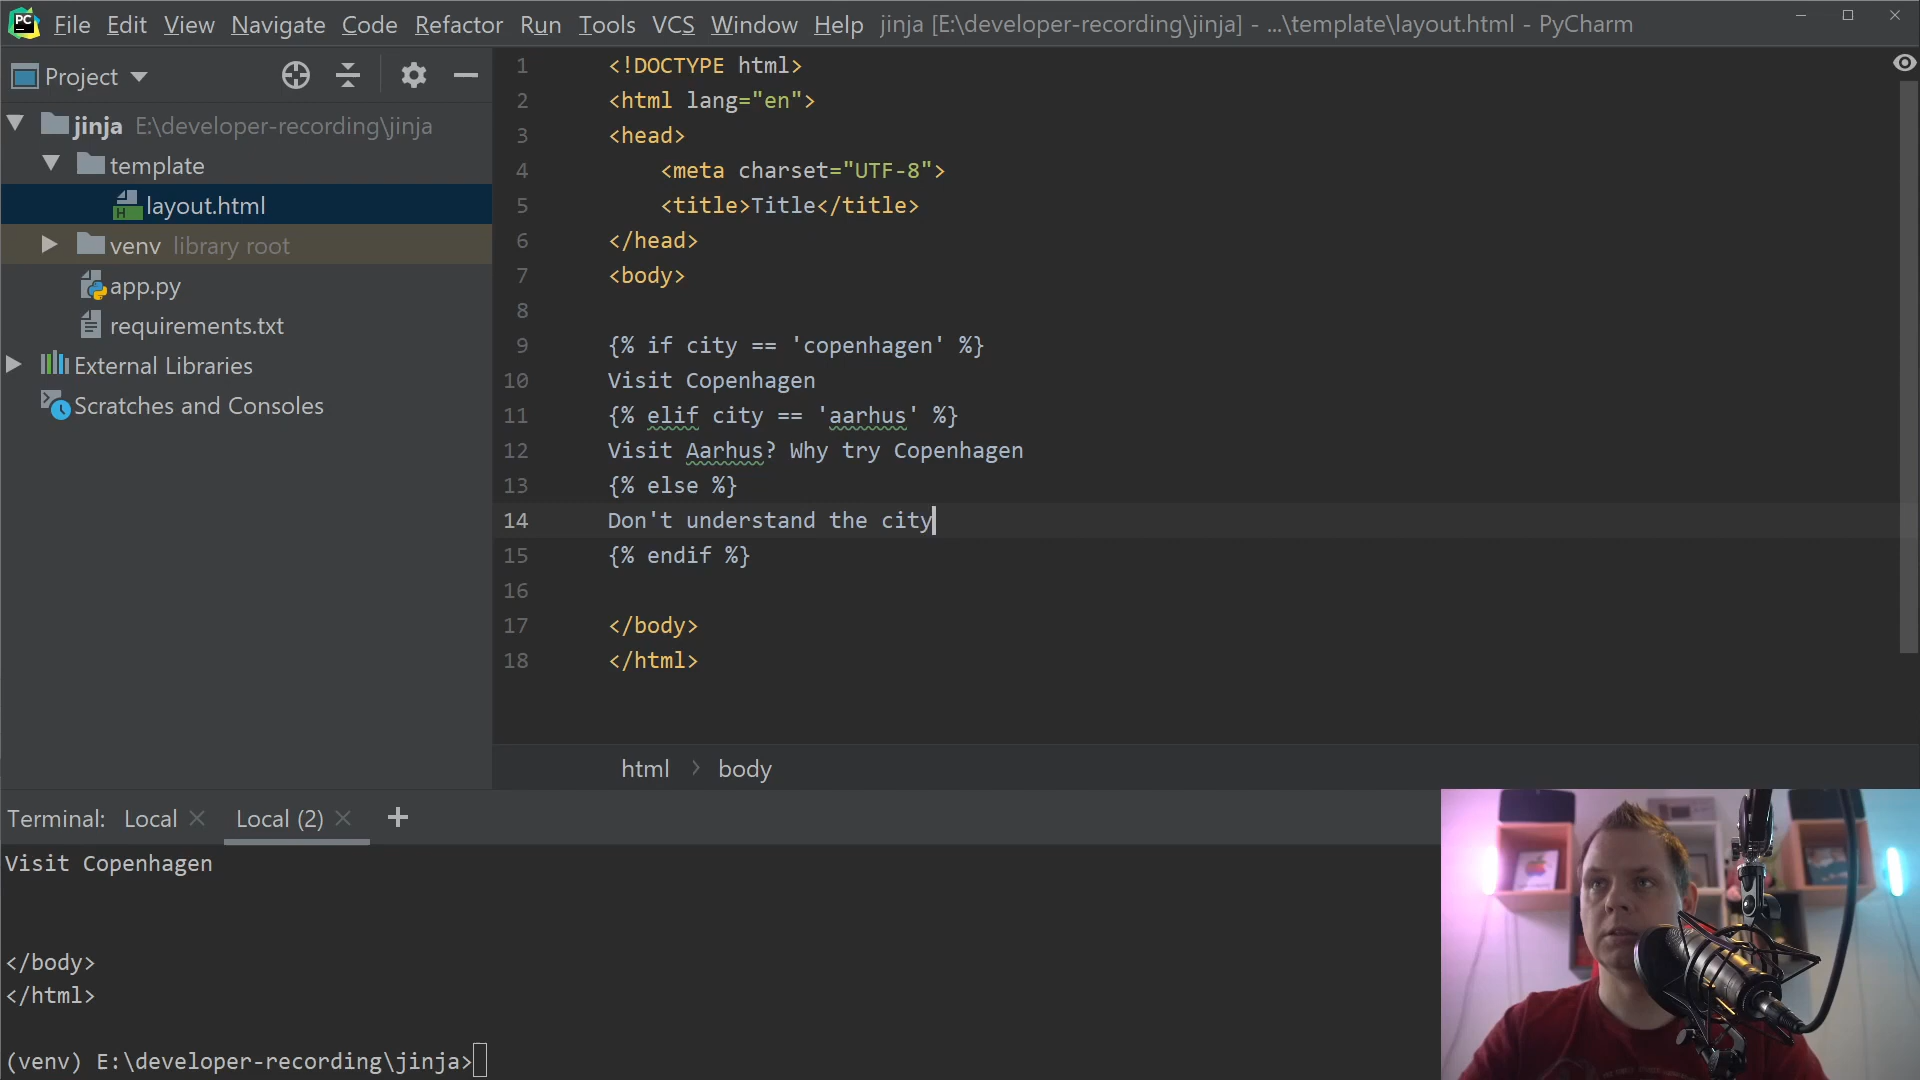 PC File Edit View Navigate Code Refactor Run Tools VCS Window Help jinja [E:\developer-recording\jinja] - ...\template\layout.html - PyCharm
Project
jinja E:\developer-recording\jinja
template
layout.html
venv library root
app.py
requirements.txt
External Libraries
Scratches and Consoles
1 <!DOCTYPE html>
2 <html lang="en">
3 <head>
4 <meta charset="UTF-8">
5 <title>Title</title>
6 </head>
7 <body>
8
9 {% if city == 'copenhagen' %}
10 Visit Copenhagen
11 {% elif city == 'aarhus' %}
12 Visit Aarhus? Why try Copenhagen
13 {% else %}
14 Don't understand the city
15 {% endif %}
16
17 </body>
18 </html>
html > body
Terminal: Local × Local (2) × +
Visit Copenhagen
</body>
</html>
(venv) E:\developer-recording\jinja>